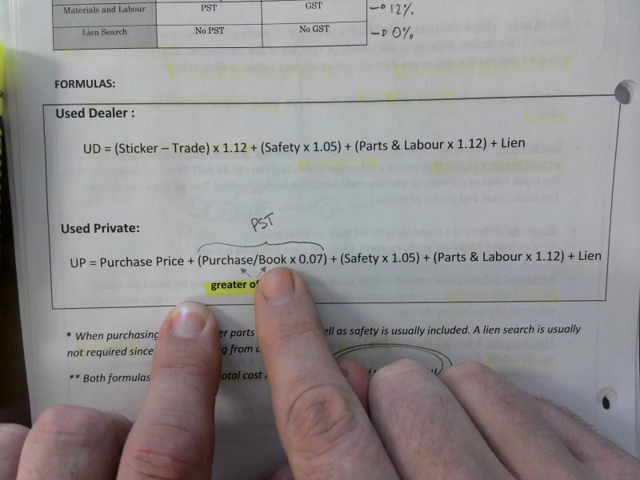 Materials and Labour PST GST → 12%
Lien Search No PST No GST → 0%
FORMULAS:
Used Dealer :
UD = (Sticker – Trade) x 1.12 + (Safety x 1.05) + (Parts & Labour x 1.12) + Lien
PST
Used Private:
UP = Purchase Price + (Purchase/Book x 0.07) + (Safety x 1.05) + (Parts & Labour x 1.12) + Lien
greater of
* When purchasing er parts ell as safety is usually included. A lien search is usually
not required since ng from
** Both formulas otal cost